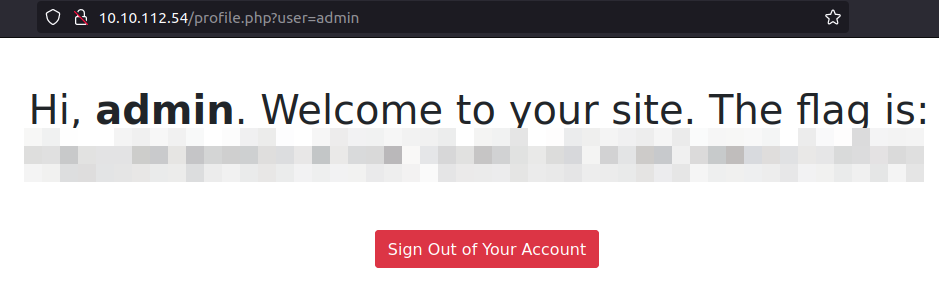 10.10.112.54/profile.php?user=admin
Hi, admin. Welcome to your site. The flag is:
Sign Out of Your Account